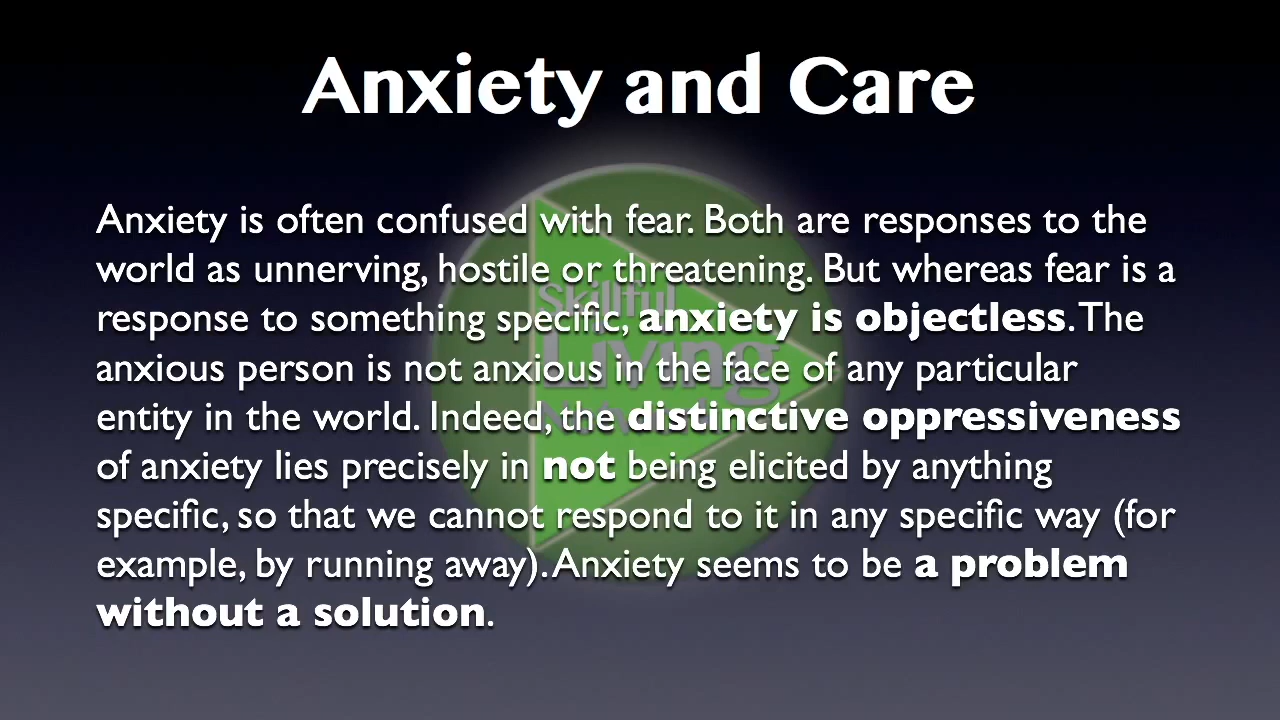 Anxiety and Care
Anxiety is often confused with fear. Both are responses to the
world as unnerving, hostile or threatening. But whereas fear is a
response to something specific, anxiety is objectless. The
anxious person is not anxious in the face of any particular
entity in the world. Indeed, the distinctive oppressiveness
of anxiety lies precisely in not being elicited by anything
specific, so that we cannot respond to it in any specific way (for
example, by running away). Anxiety seems to be a problem
without a solution.
Skillful
Living